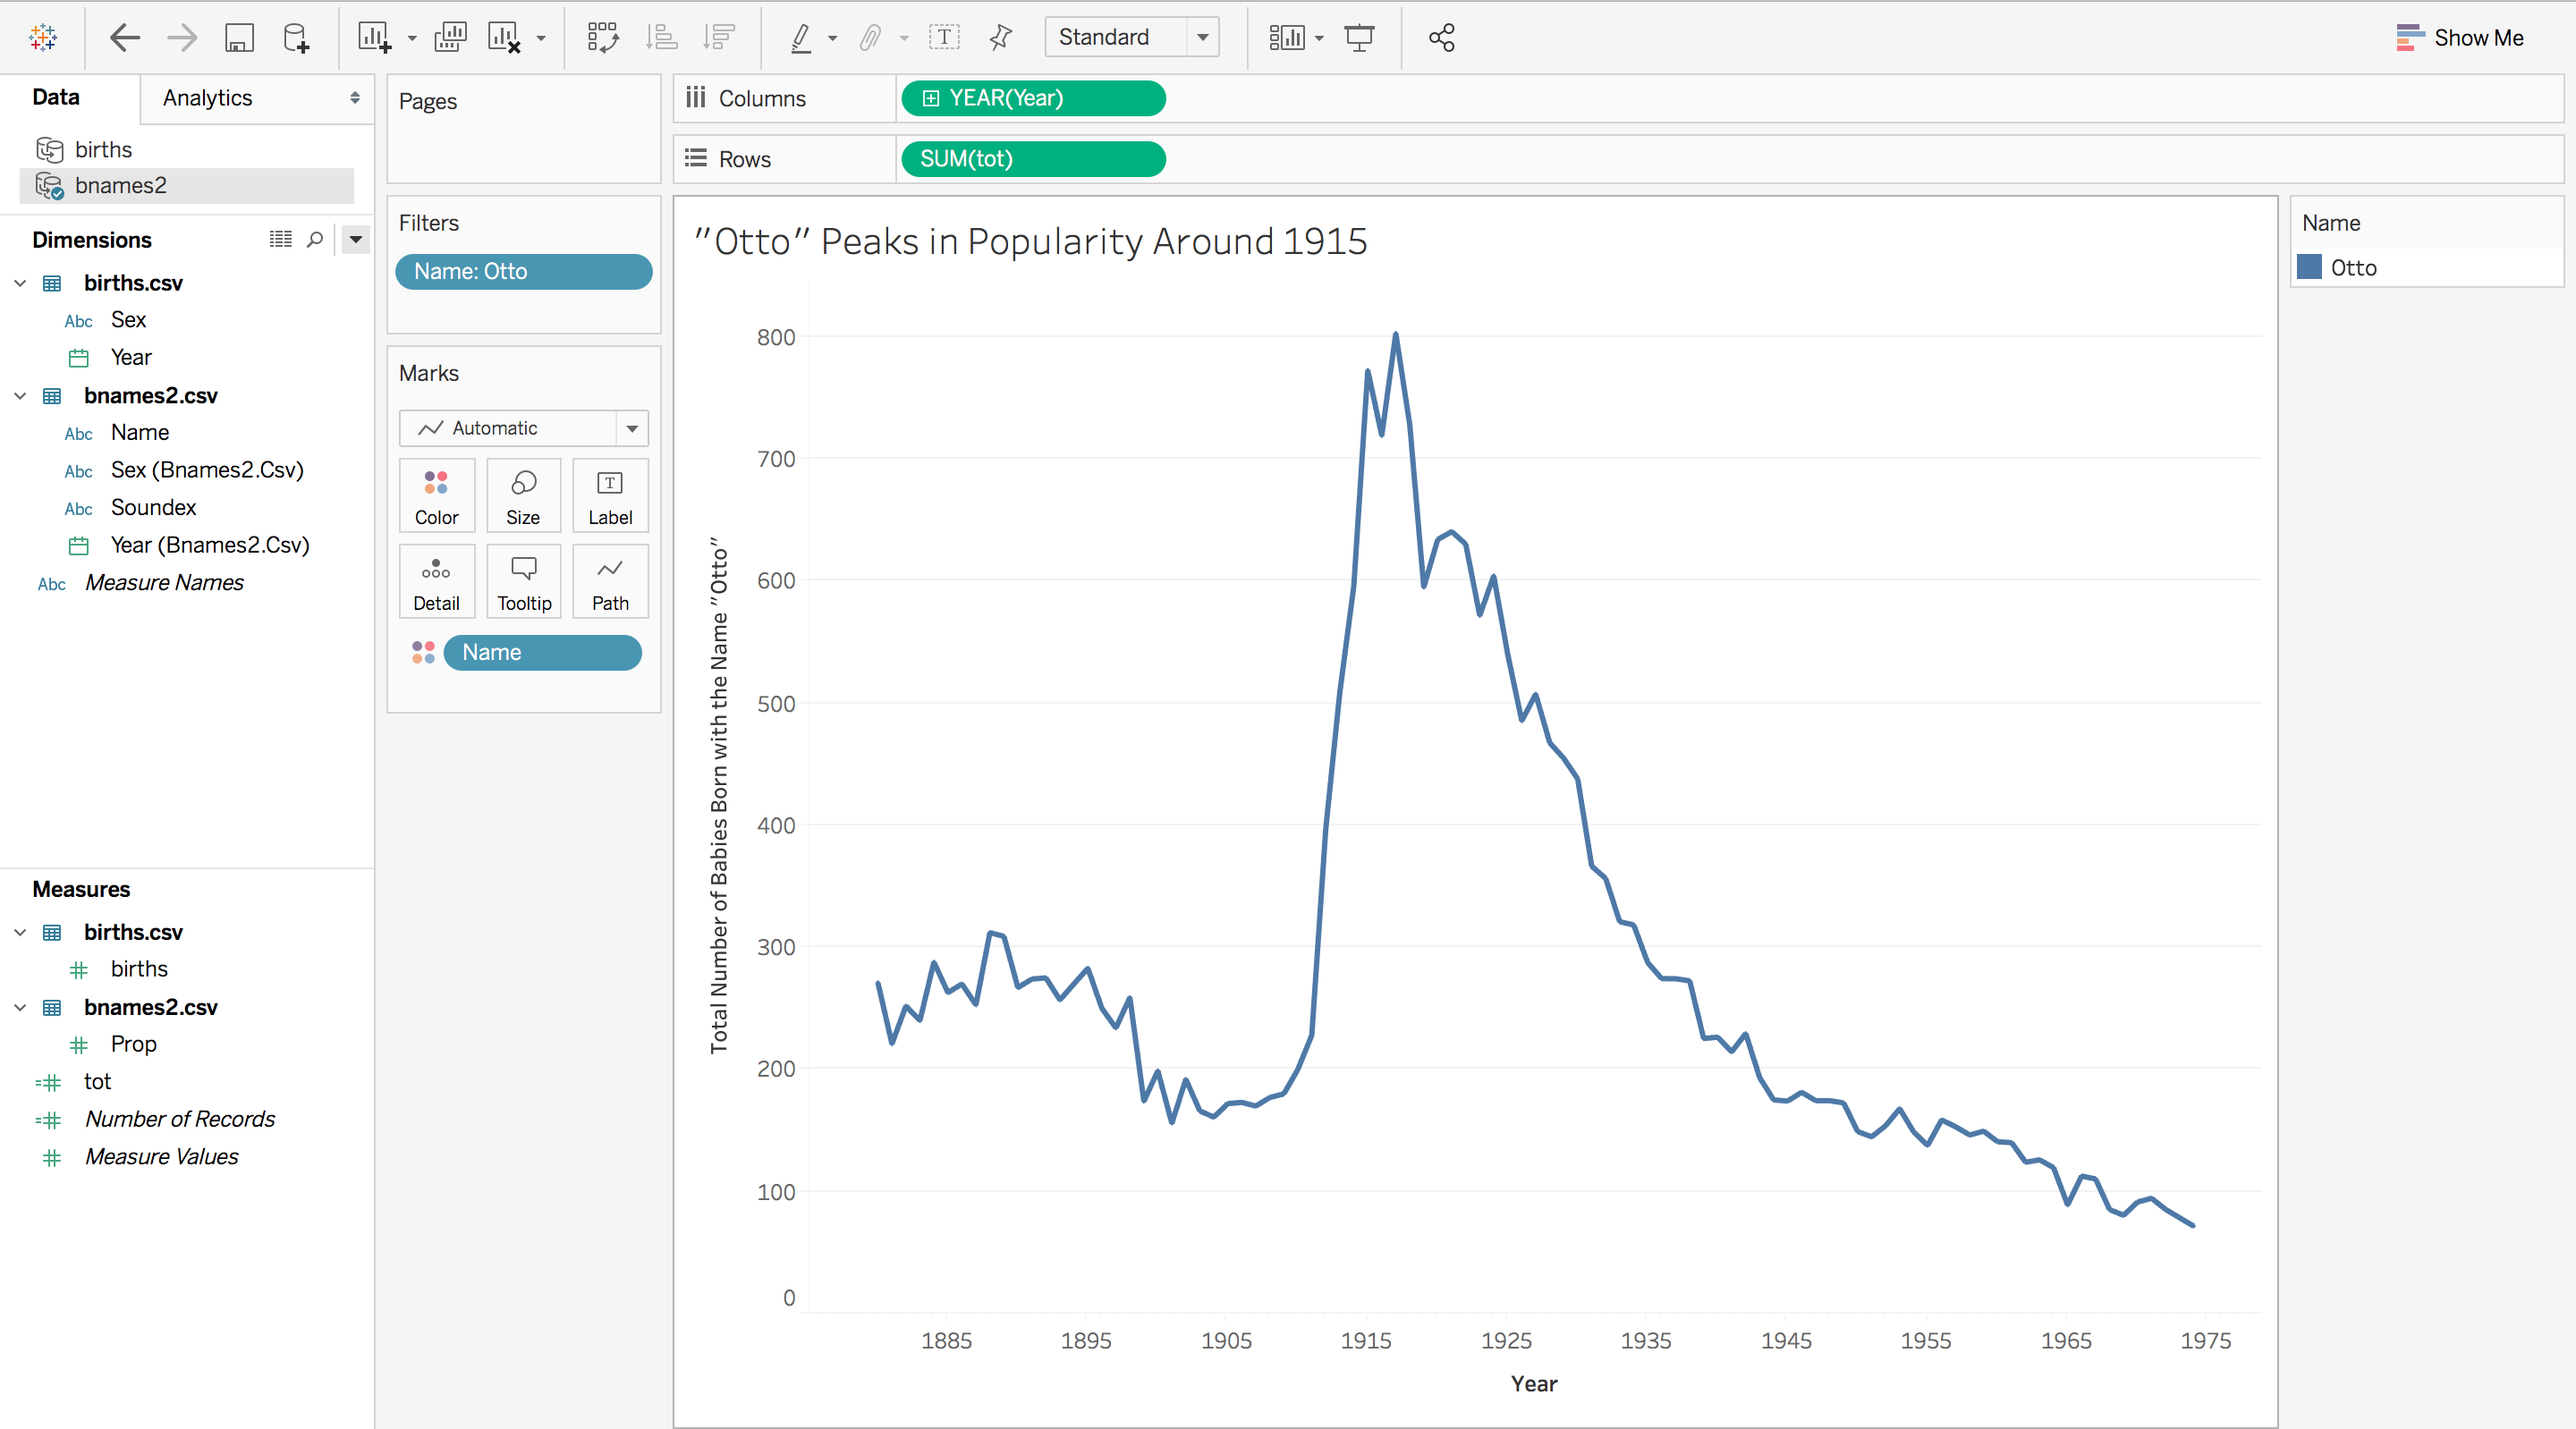 Standard
Show Me
Data
Analytics
births
bnames2
Dimensions
births.csv
Abc Sex
Year
bnames2.csv
Abc Name
Abc Sex (Bnames2.Csv)
Abc Soundex
Year (Bnames2.Csv)
Abc Measure Names
Measures
births.csv
# births
bnames2.csv
# Prop
=# tot
=# Number of Records
# Measure Values
Pages
Filters
Name: Otto
Marks
Automatic
Color
Size
T
Label
Detail
Tooltip
Path
Name
Columns
YEAR(Year)
Rows
SUM(tot)
"Otto" Peaks in Popularity Around 1915
Total Number of Babies Born with the Name "Otto"
800
700
600
500
400
300
200
100
0
1885 1895 1905 1915 1925 1935 1945 1955 1965 1975
Year
Name
Otto